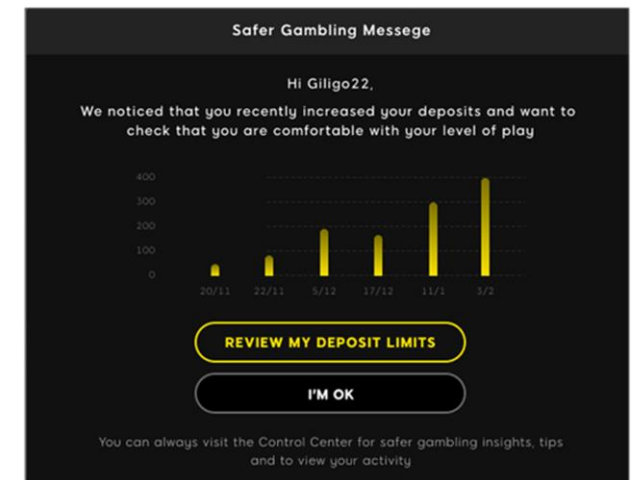 Safer Gambling Messege
Hi Giligo22,
We noticed that you recently increased your deposits and want to
check that you are comfortable with your level of play
400
300
200
100
0
20/11 22/11 5/12 17/12 11/1 3/2
REVIEW MY DEPOSIT LIMITS
I'M OK
You can always visit the Control Center for safer gambling insights, tips
and to view your activity